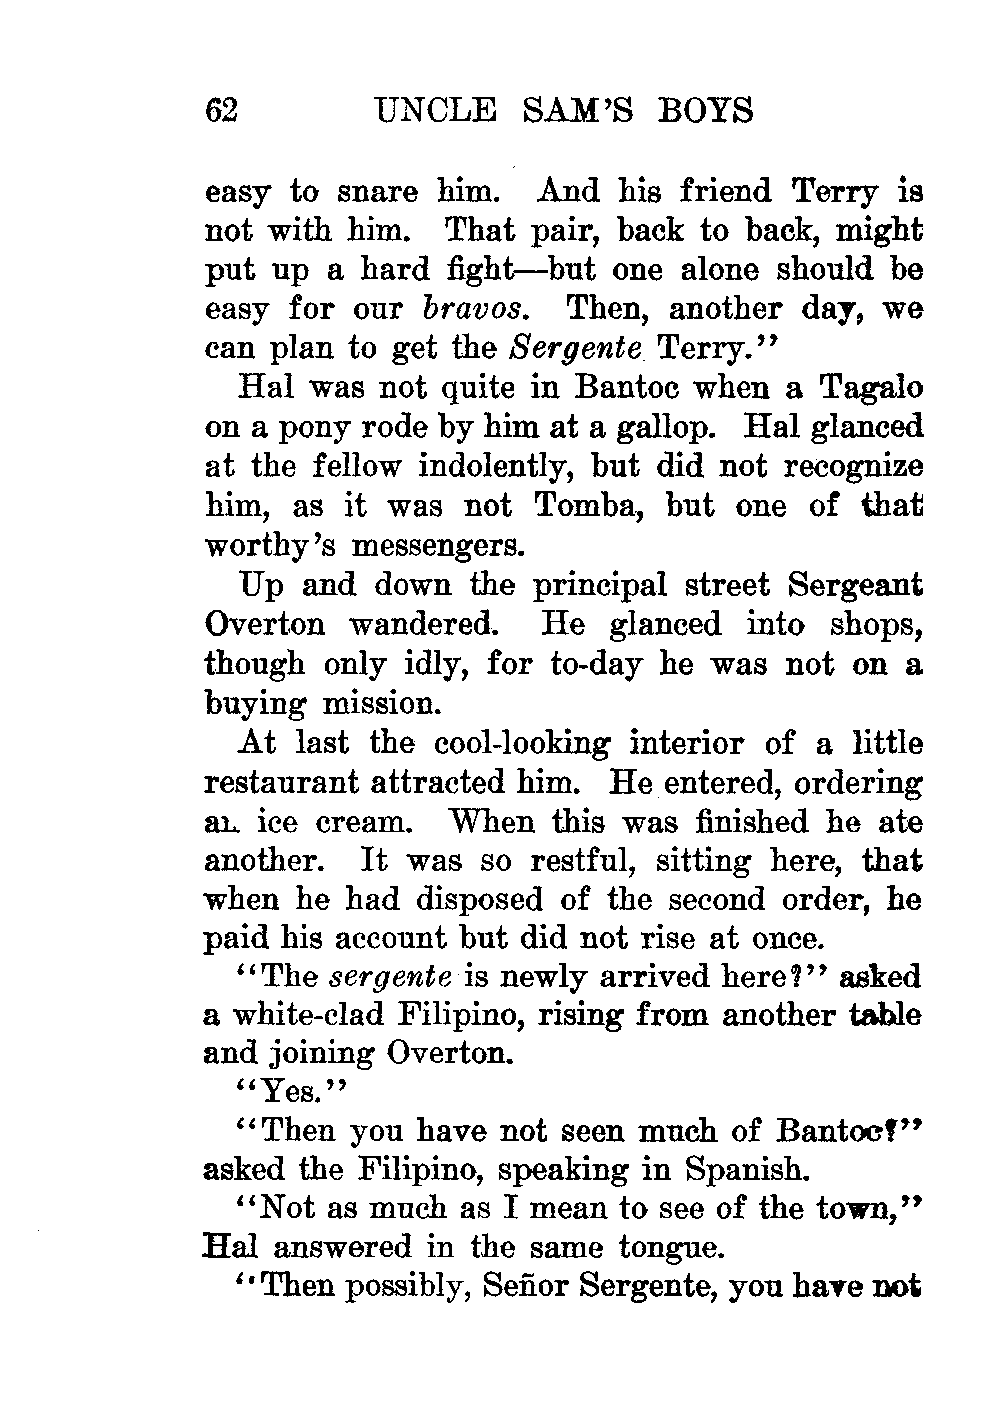 62 UNCLE SAM'S BOYS
easy to snare him. And his friend Terry is
not with him. That pair, back to back, might
put up a hard fight—but one alone should be
easy for our bravos. Then, another day, we
can plan to get the Sergente Terry."
Hal was not quite in Bantoc when a Tagalo
on a pony rode by him at a gallop. Hal glanced
at the fellow indolently, but did not recognize
him, as it was not Tomba, but one of that
worthy's messengers.
Up and down the principal street Sergeant
Overton wandered. He glanced into shops,
though only idly, for to-day he was not on a
buying mission.
At last the cool-looking interior of a little
restaurant attracted him. He entered, ordering
an ice cream. When this was finished he ate
another. It was so restful, sitting here, that
when he had disposed of the second order, he
paid his account but did not rise at once.
"The sergente is newly arrived here?" asked
a white-clad Filipino, rising from another table
and joining Overton.
"Yes."
"Then you have not seen much of Bantoc?"
asked the Filipino, speaking in Spanish.
"Not as much as I mean to see of the town,"
Hal answered in the same tongue.
"Then possibly, Señor Sergente, you have not